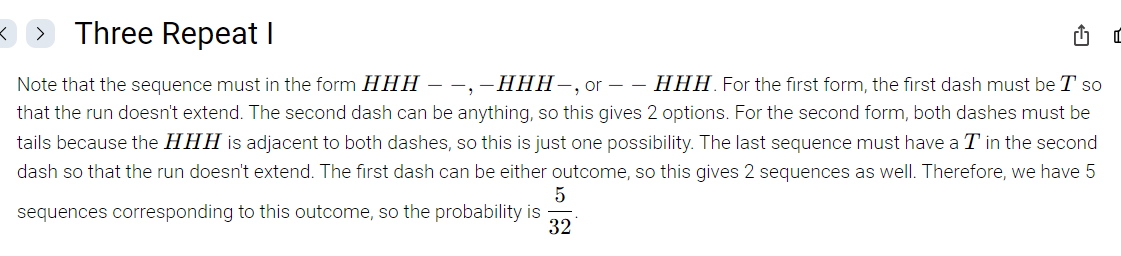 Three Repeat I
Note that the sequence must in the form HHH − −, −HHH−, or − − HHH. For the first form, the first dash must be T so
that the run doesn't extend. The second dash can be anything, so this gives 2 options. For the second form, both dashes must be
tails because the HHH is adjacent to both dashes, so this is just one possibility. The last sequence must have a T in the second
dash so that the run doesn't extend. The first dash can be either outcome, so this gives 2 sequences as well. Therefore, we have 5
sequences corresponding to this outcome, so the probability is 5/32.